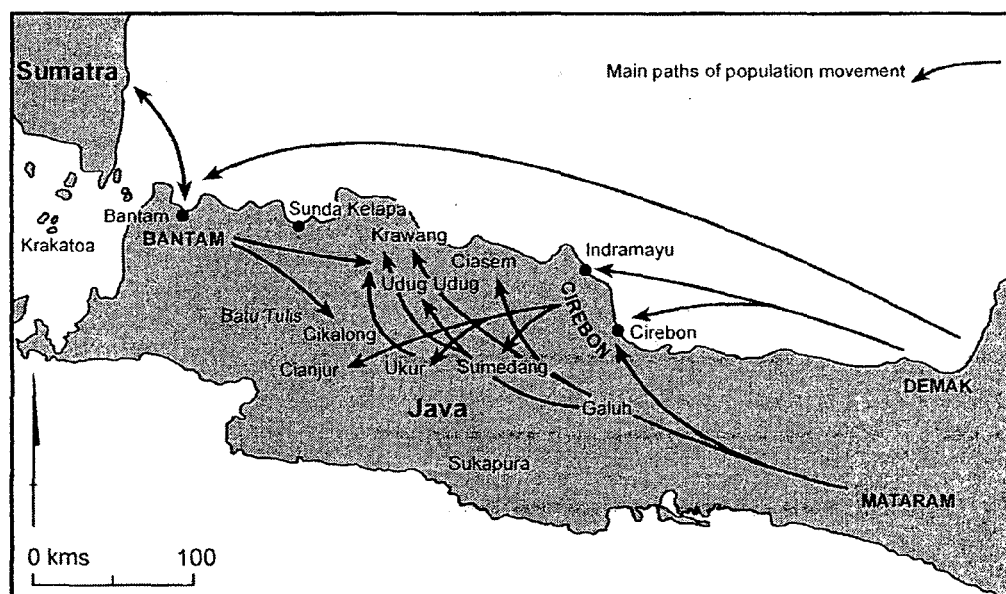 Sumatra
Main paths of population movement
Bantam
Sunda Kelapa
Krakatoa
BANTAM
Krawang
Indramayu
Ciasem
Udug Udug
CIREBON
Batu Tulis
Cikalong
Cirebon
Cianjur
Ukur
Sumedang
DEMAK
Java
Galuh
Sukapura
MATARAM
0 kms 100